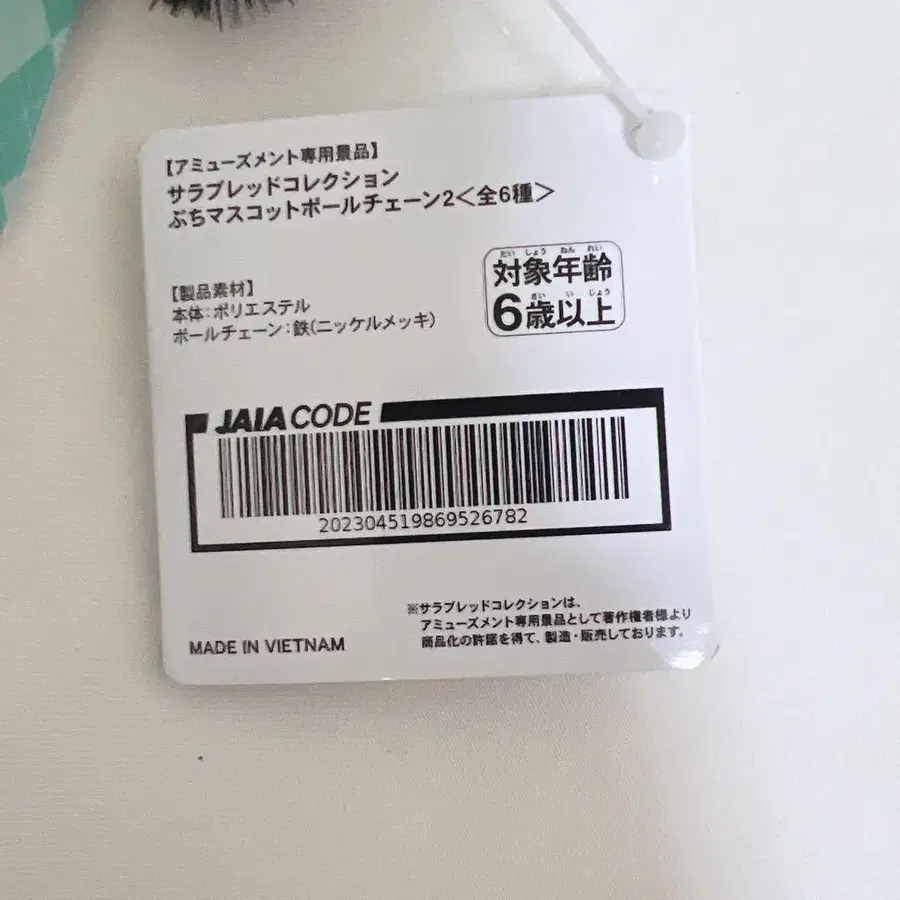 【アミューズメント専用景品】
サラブレッドコレクション
ぷちマスコットボールチェーン2<全6種>
たい しょう ねん れい
対象年齢
さい い じょう
6歳以上
【製品素材】
本体:ポリエステル
ボールチェーン:鉄(ニッケルメッキ)
JAIA CODE
202304519869526782
※サラブレッドコレクションは、
アミューズメント専用景品として著作権者様より
商品化の許諾を得て、製造・販売しております。
MADE IN VIETNAM